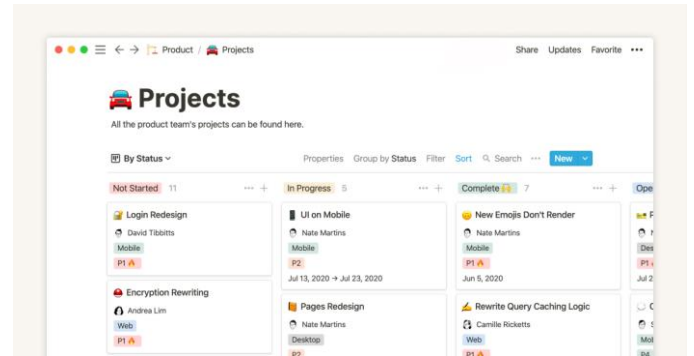 Product / Projects
Share Updates Favorite
Projects
All the product team's projects can be found here.
By Status
Properties Group by Status Filter Sort Search New
Not Started 11
In Progress 5
Complete 7
Login Redesign
David Tibbitts
Mobile
P1
Encryption Rewriting
Andrea Lim
Web
P1
UI on Mobile
Nate Martins
Mobile
P2
Jul 13, 2020 → Jul 23, 2020
Pages Redesign
Nate Martins
Desktop
P2
New Emojis Don't Render
Nate Martins
Mobile
P1
Jun 5, 2020
Rewrite Query Caching Logic
Camille Ricketts
Web
P1